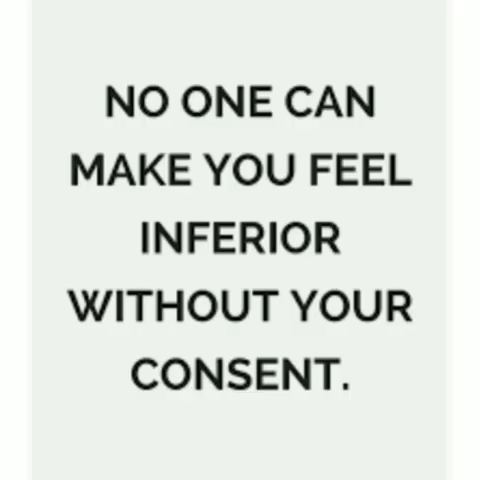 NO ONE CAN
MAKE YOU FEEL
INFERIOR
WITHOUT YOUR
CONSENT.